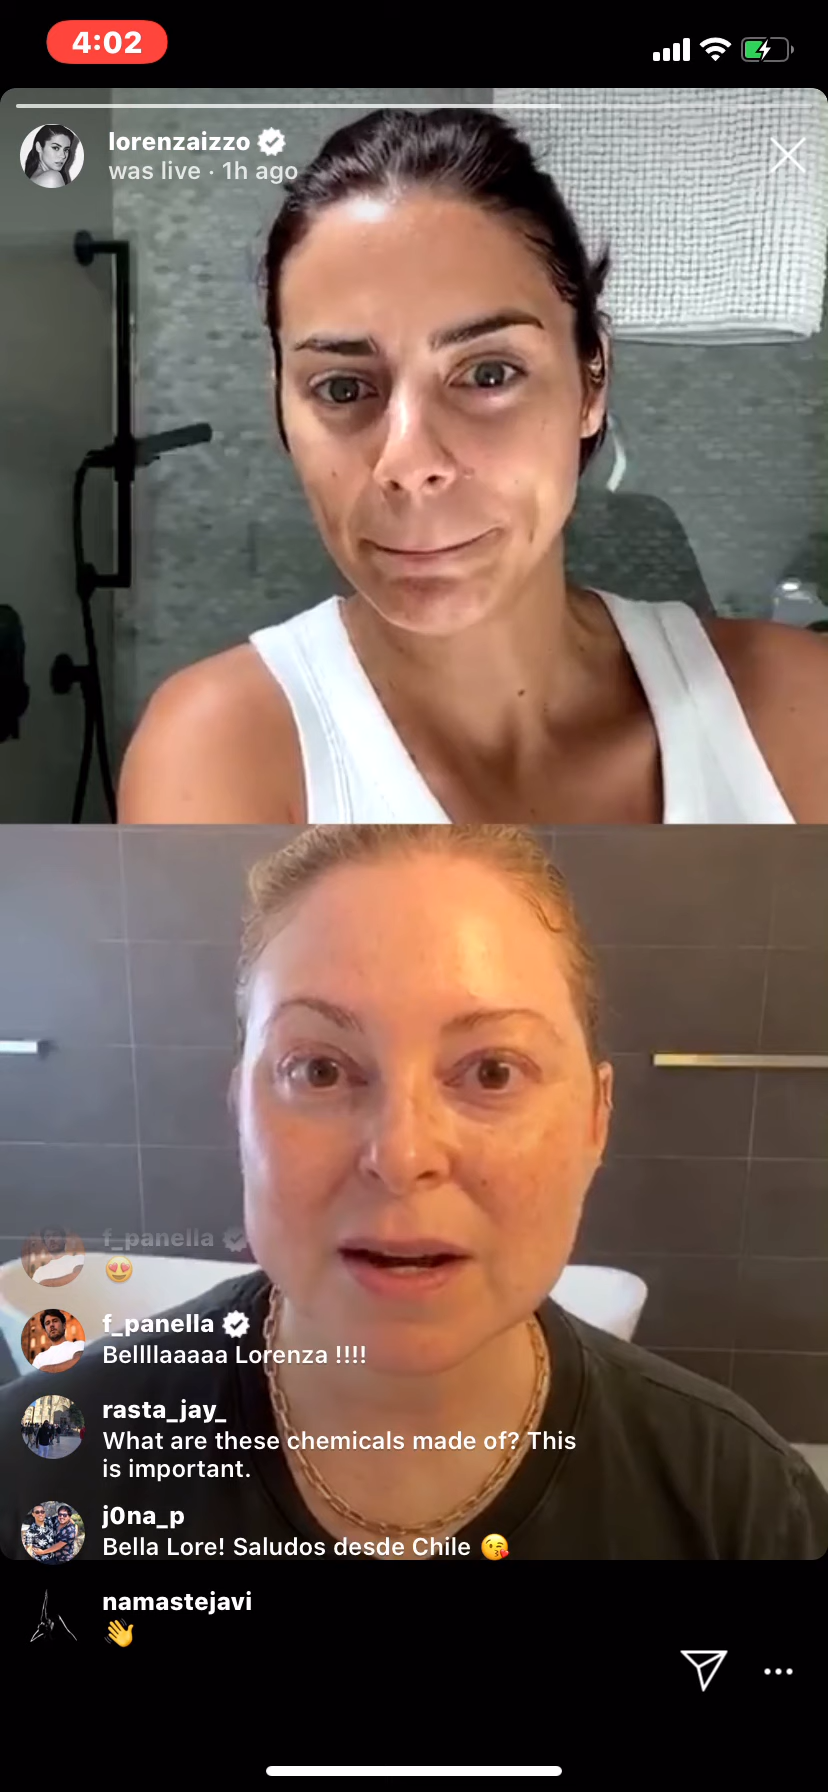 4:02
lorenzaizzo
was live · 1h ago
f_panella
😍
f_panella
Bellllaaaaa Lorenza !!!!
rasta_jay_
What are these chemicals made of? This
is important.
j0na_p
Bella Lore! Saludos desde Chile 😘
namastejavi
👋